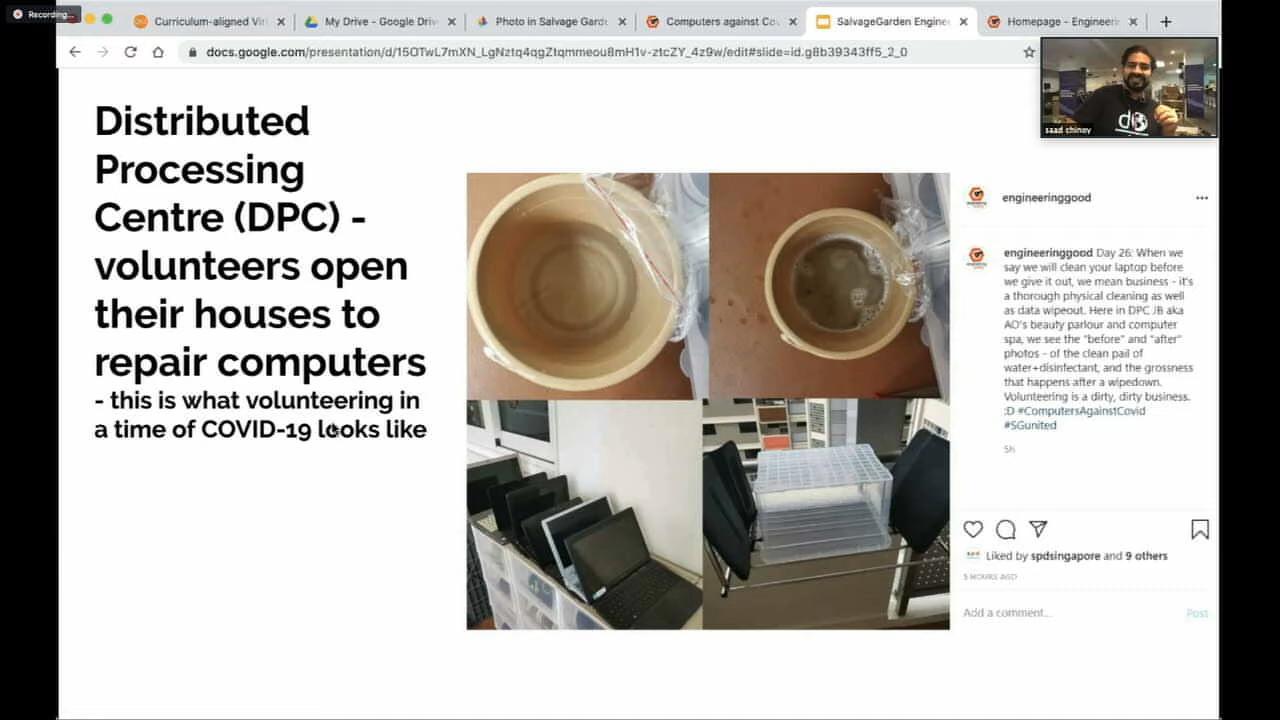 Recording...
Curriculum-aligned Vir
My Drive - Google Driv
Photo in Salvage Gard
Computers against Cov
SalvageGarden Engine
Homepage - Engineerin
docs.google.com/presentation/d/15OTwL7mXN_LgNztq4qgZtqmmeou8mH1v-ztcZY_4z9w/edit#slide=id.g8b39343ff5_2_0
saad chinoy
Distributed
Processing
Centre (DPC) -
volunteers open
their houses to
repair computers
- this is what volunteering in
a time of COVID-19 looks like
engineeringgood
engineeringgood Day 26: When we
say we will clean your laptop before
we give it out, we mean business - it's
a thorough physical cleaning as well
as data wipeout. Here in DPC JB aka
AO's beauty parlour and computer
spa, we see the "before" and "after"
photos - of the clean pail of
water+disinfectant, and the grossness
that happens after a wipedown.
Volunteering is a dirty, dirty business.
:D #ComputersAgainstCovid
#SGunited
5h
Liked by spdsingapore and 9 others
5 HOURS AGO
Add a comment...
Post